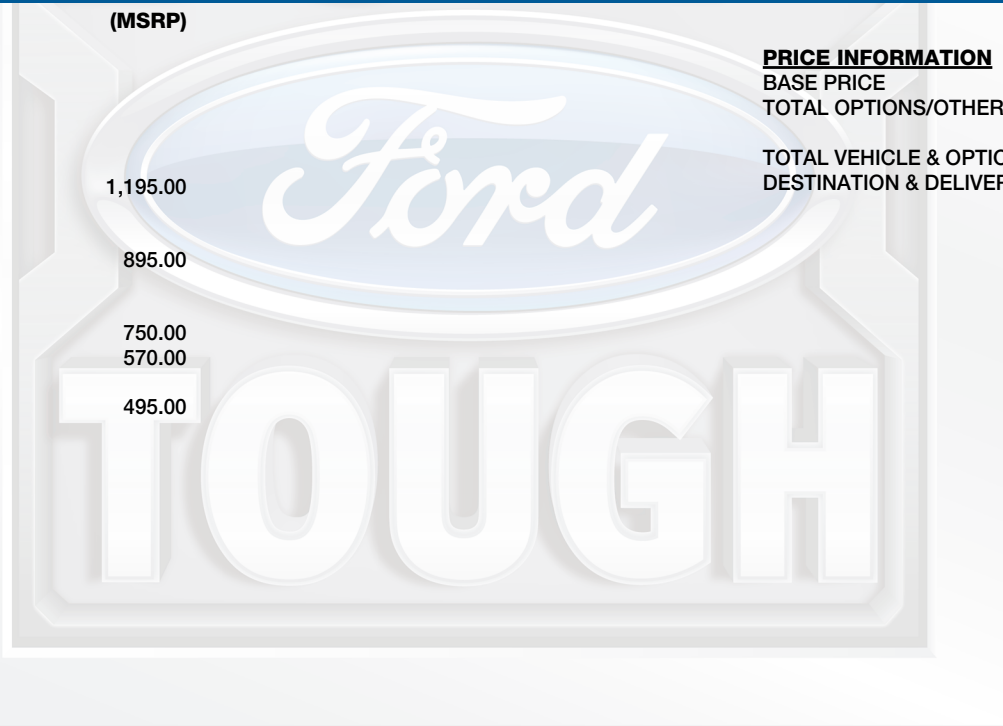 (MSRP)
PRICE INFORMATION
BASE PRICE
TOTAL OPTIONS/OTHER
TOTAL VEHICLE & OPTIO
DESTINATION & DELIVER
1,195.00
895.00
750.00
570.00
495.00
Ford
TOUGH